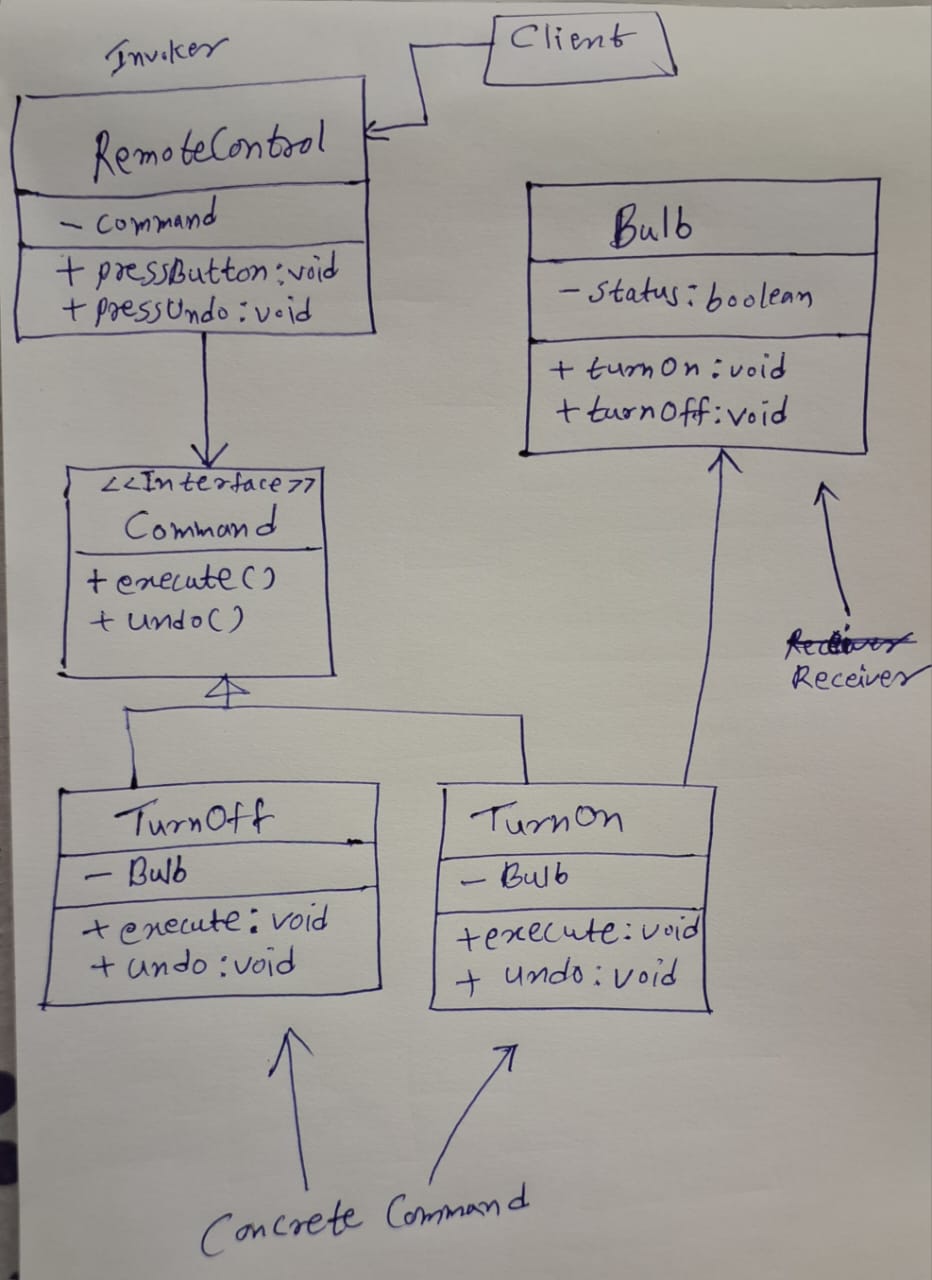 Invoker
Client
RemoteControl
- Command
+ pressButton:void
+ pressUndo:void
Bulb
- status:boolean
+ turnOn:void
+ turnOff:void
<<Interface>>
Command
+ execute()
+ undo()
Receiver
Receiver
TurnOff
- Bulb
+ execute:void
+ undo:void
TurnOn
- Bulb
+ execute:void
+ undo:void
Concrete Command